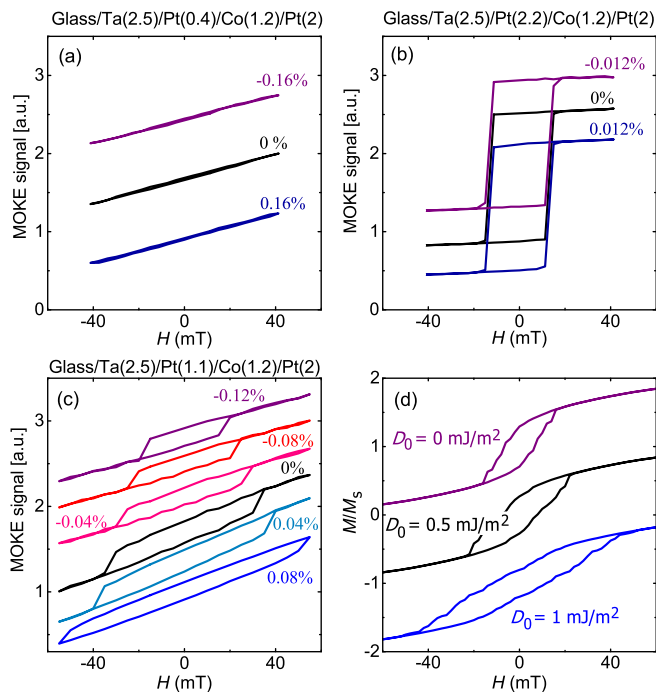 Glass/Ta(2.5)/Pt(0.4)/Co(1.2)/Pt(2)
Glass/Ta(2.5)/Pt(2.2)/Co(1.2)/Pt(2)
(a)
-0.16%
0 %
0.16%
MOKE signal [a.u.]
3
2
1
0
-40
0
40
H (mT)
(b)
-0.012%
0%
0.012%
MOKE signal [a.u.]
3
2
1
0
-40
0
40
H (mT)
Glass/Ta(2.5)/Pt(1.1)/Co(1.2)/Pt(2)
(c)
-0.12%
-0.08%
0%
-0.04%
0.04%
0.08%
MOKE signal [a.u.]
3
2
1
-40
0
40
H (mT)
(d)
D0 = 0 mJ/m²
D0 = 0.5 mJ/m²
D0 = 1 mJ/m²
M/Ms
2
1
0
-1
-2
-40
0
40
H (mT)